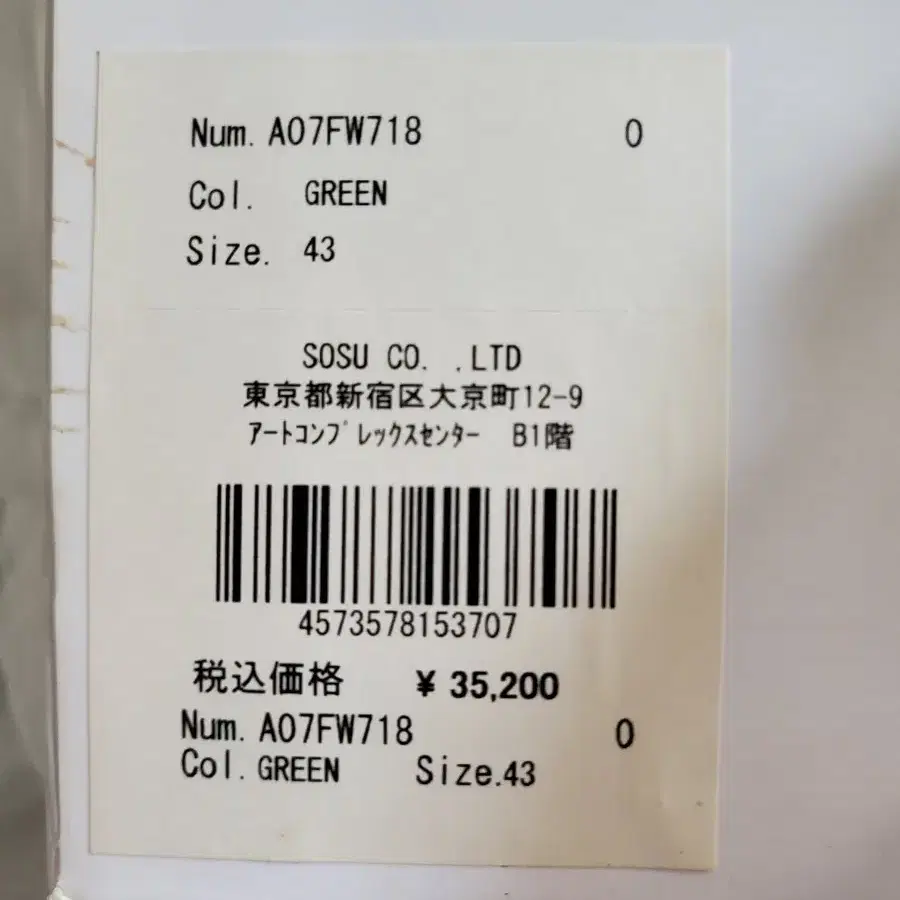 Num. A07FW718 0
Col. GREEN
Size. 43
SOSU CO. .LTD
東京都新宿区大京町12-9
ｱｰﾄｺﾝﾌﾟﾚｯｸｽｾﾝﾀｰ B1階
4573578153707
税込価格 ¥ 35,200
Num. A07FW718 0
Col. GREEN Size.43